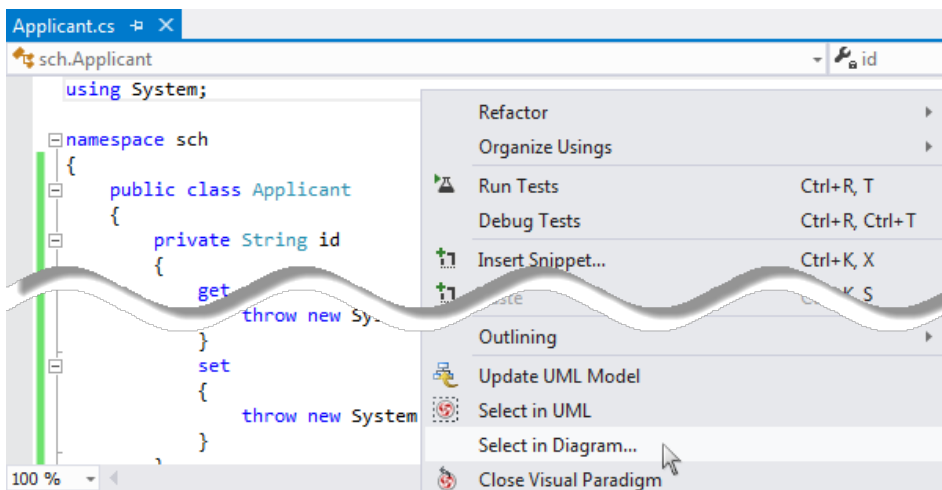 Applicant.cs
sch.Applicant
id
using System;
namespace sch
{
public class Applicant
{
private String id
{
get
throw new Sy
}
set
{
throw new System
}
100 %
Refactor
Organize Usings
Run Tests Ctrl+R, T
Debug Tests Ctrl+R, Ctrl+T
Insert Snippet... Ctrl+K, X
K, S
Outlining
Update UML Model
Select in UML
Select in Diagram...
Close Visual Paradigm